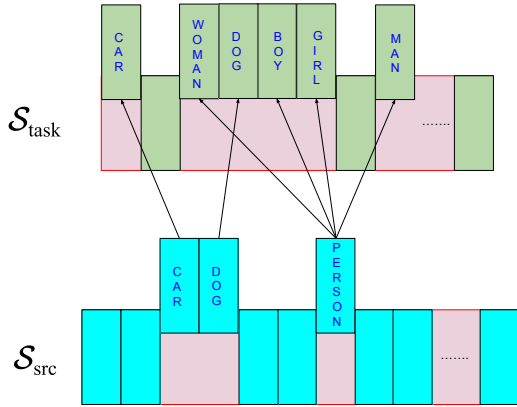 CAR WOMAN DOG BOY GIRL MAN
S_task
.......
CAR DOG PERSON
S_src
.......